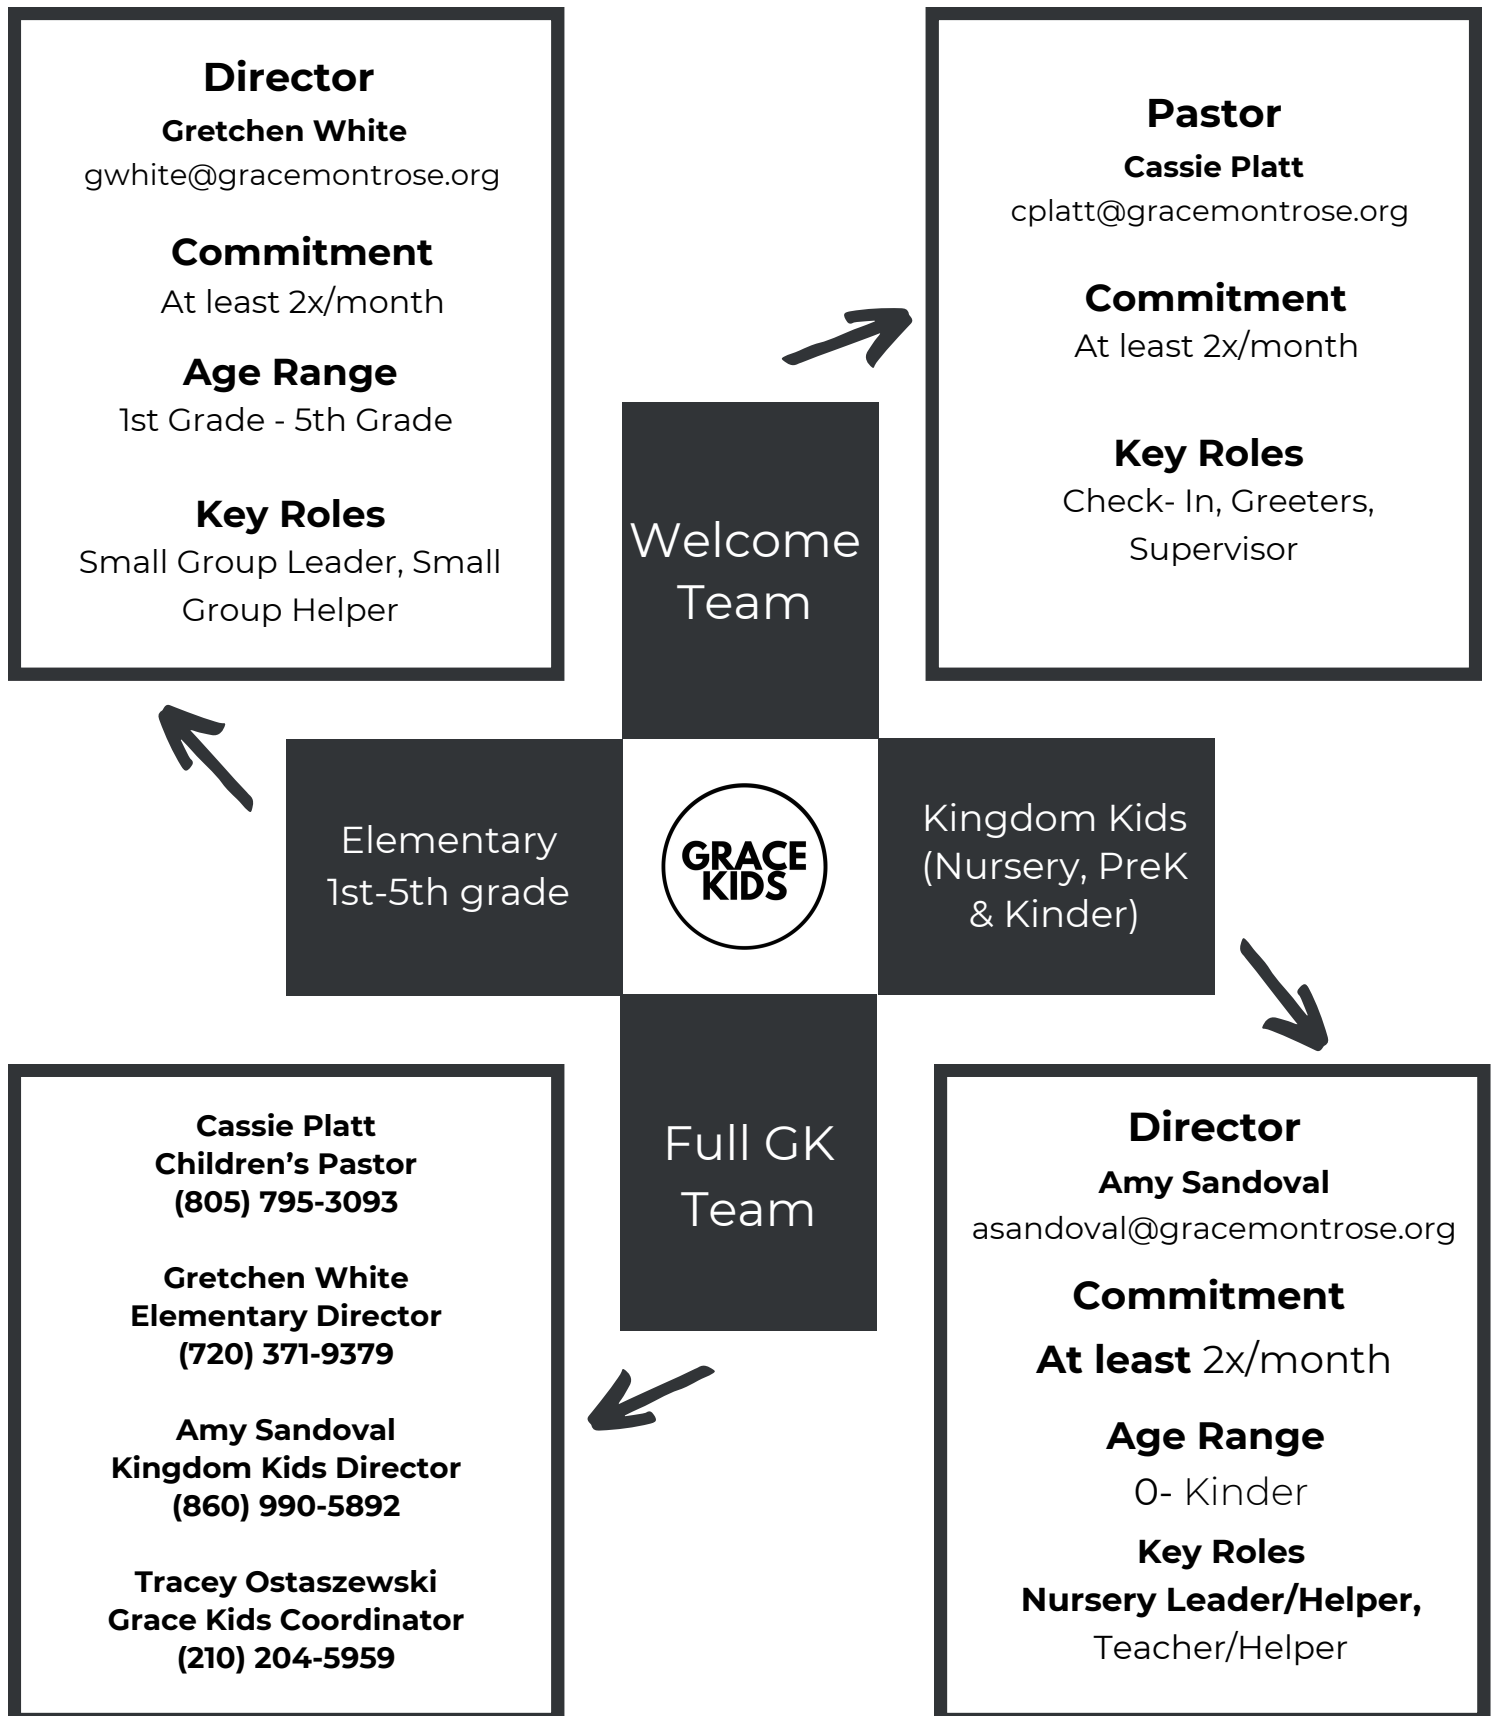 Director
Gretchen White
gwhite@gracemontrose.org
Commitment
At least 2x/month
Age Range
1st Grade - 5th Grade
Key Roles
Small Group Leader, Small
Group Helper
Pastor
Cassie Platt
cplatt@gracemontrose.org
Commitment
At least 2x/month
Key Roles
Check- In, Greeters,
Supervisor
Welcome
Team
Elementary
1st-5th grade
GRACE
KIDS
Kingdom Kids
(Nursery, PreK
& Kinder)
Full GK
Team
Cassie Platt
Children’s Pastor
(805) 795-3093
Gretchen White
Elementary Director
(720) 371-9379
Amy Sandoval
Kingdom Kids Director
(860) 990-5892
Tracey Ostaszewski
Grace Kids Coordinator
(210) 204-5959
Director
Amy Sandoval
asandoval@gracemontrose.org
Commitment
At least 2x/month
Age Range
0- Kinder
Key Roles
Nursery Leader/Helper,
Teacher/Helper